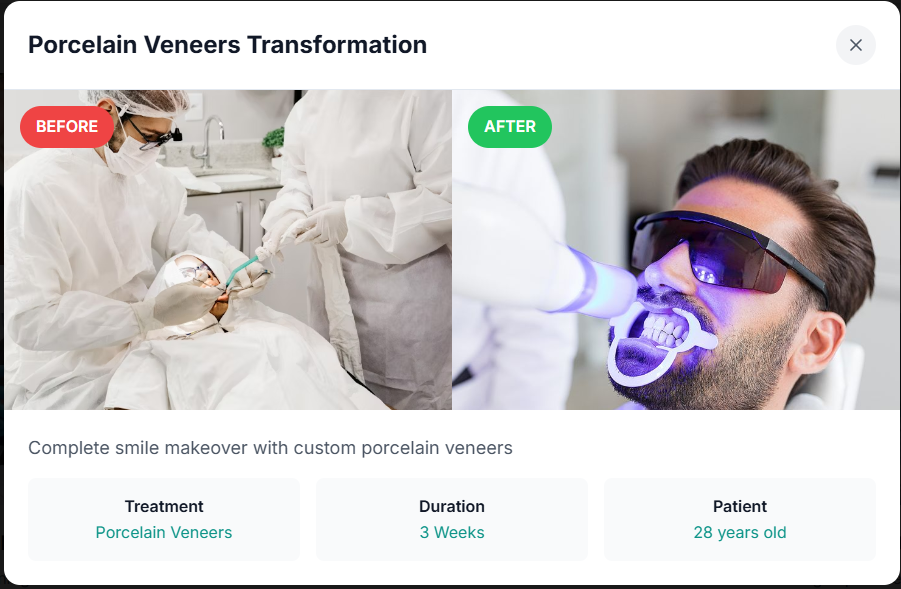 Porcelain Veneers Transformation
BEFORE
AFTER
Complete smile makeover with custom porcelain veneers
Treatment
Porcelain Veneers
Duration
3 Weeks
Patient
28 years old